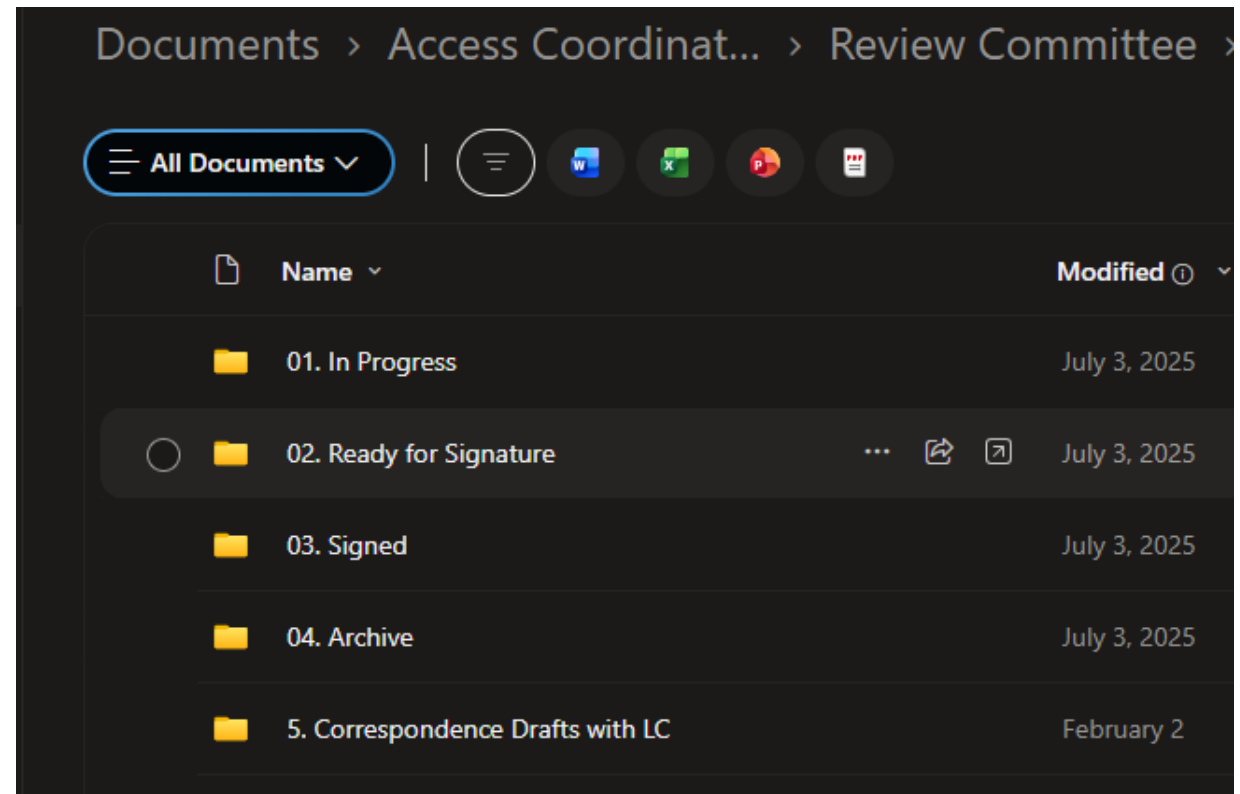 Documents > Access Coordinat... > Review Committee >
All Documents
Name Modified
01. In Progress July 3, 2025
02. Ready for Signature ... July 3, 2025
03. Signed July 3, 2025
04. Archive July 3, 2025
5. Correspondence Drafts with LC February 2